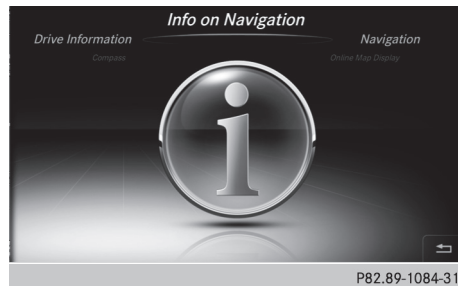 Info on Navigation
Drive Information
Navigation
Compass
Online Map Display
P82.89-1084-31